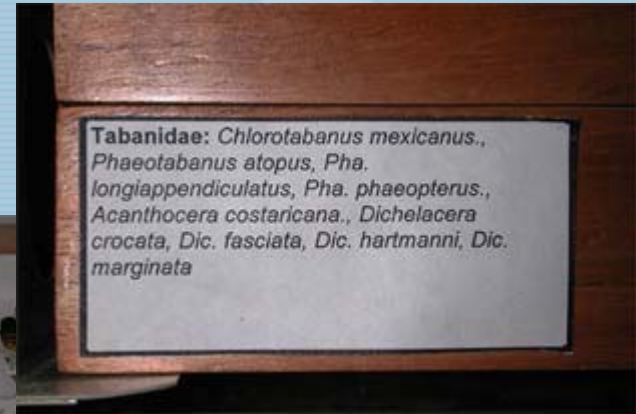 Tabanidae: Chlorotabanus mexicanus.,
Phaeotabanus atopus, Pha.
longiappendiculatus, Pha. phaeopterus.,
Acanthocera costaricana., Dichelacera
crocata, Dic. fasciata, Dic. hartmanni, Dic.
marginata